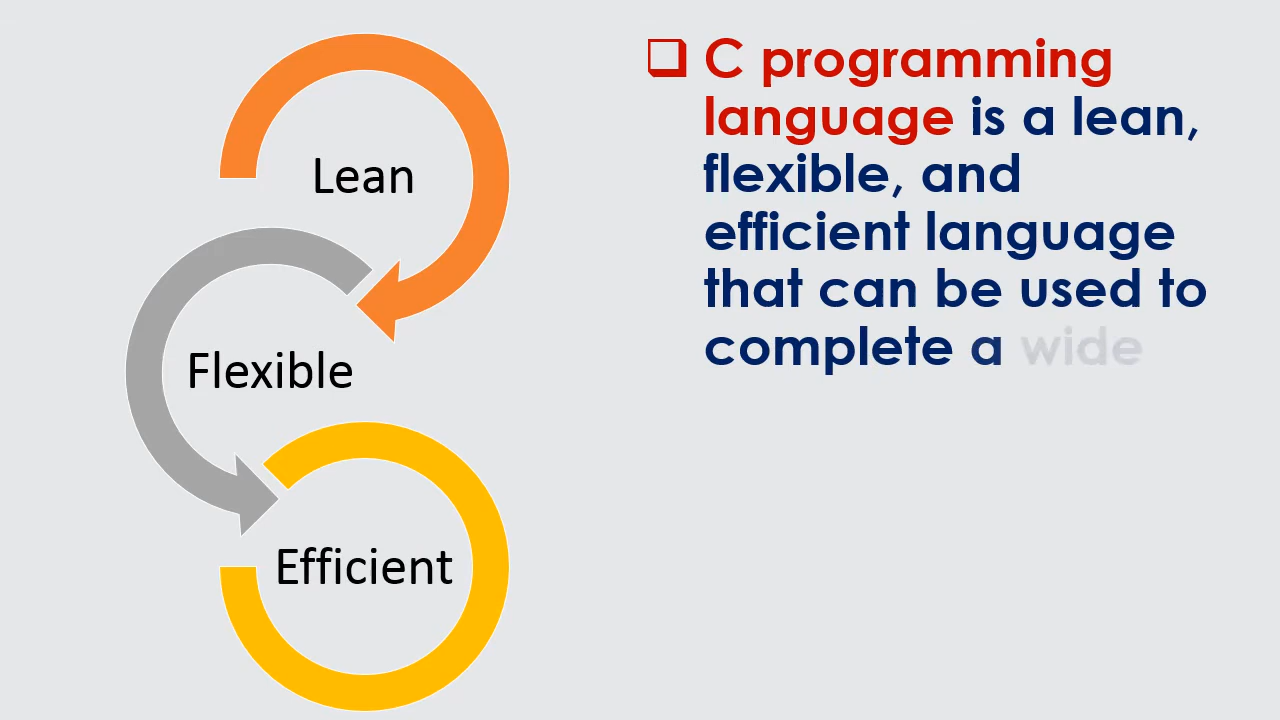 Lean
Flexible
Efficient
C programming
language is a lean,
flexible, and
efficient language
that can be used to
complete a wide